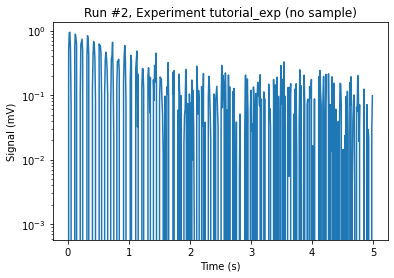 Run #2, Experiment tutorial_exp (no sample)
Signal (mV)
10⁰
10⁻¹
10⁻²
10⁻³
0 1 2 3 4 5
Time (s)